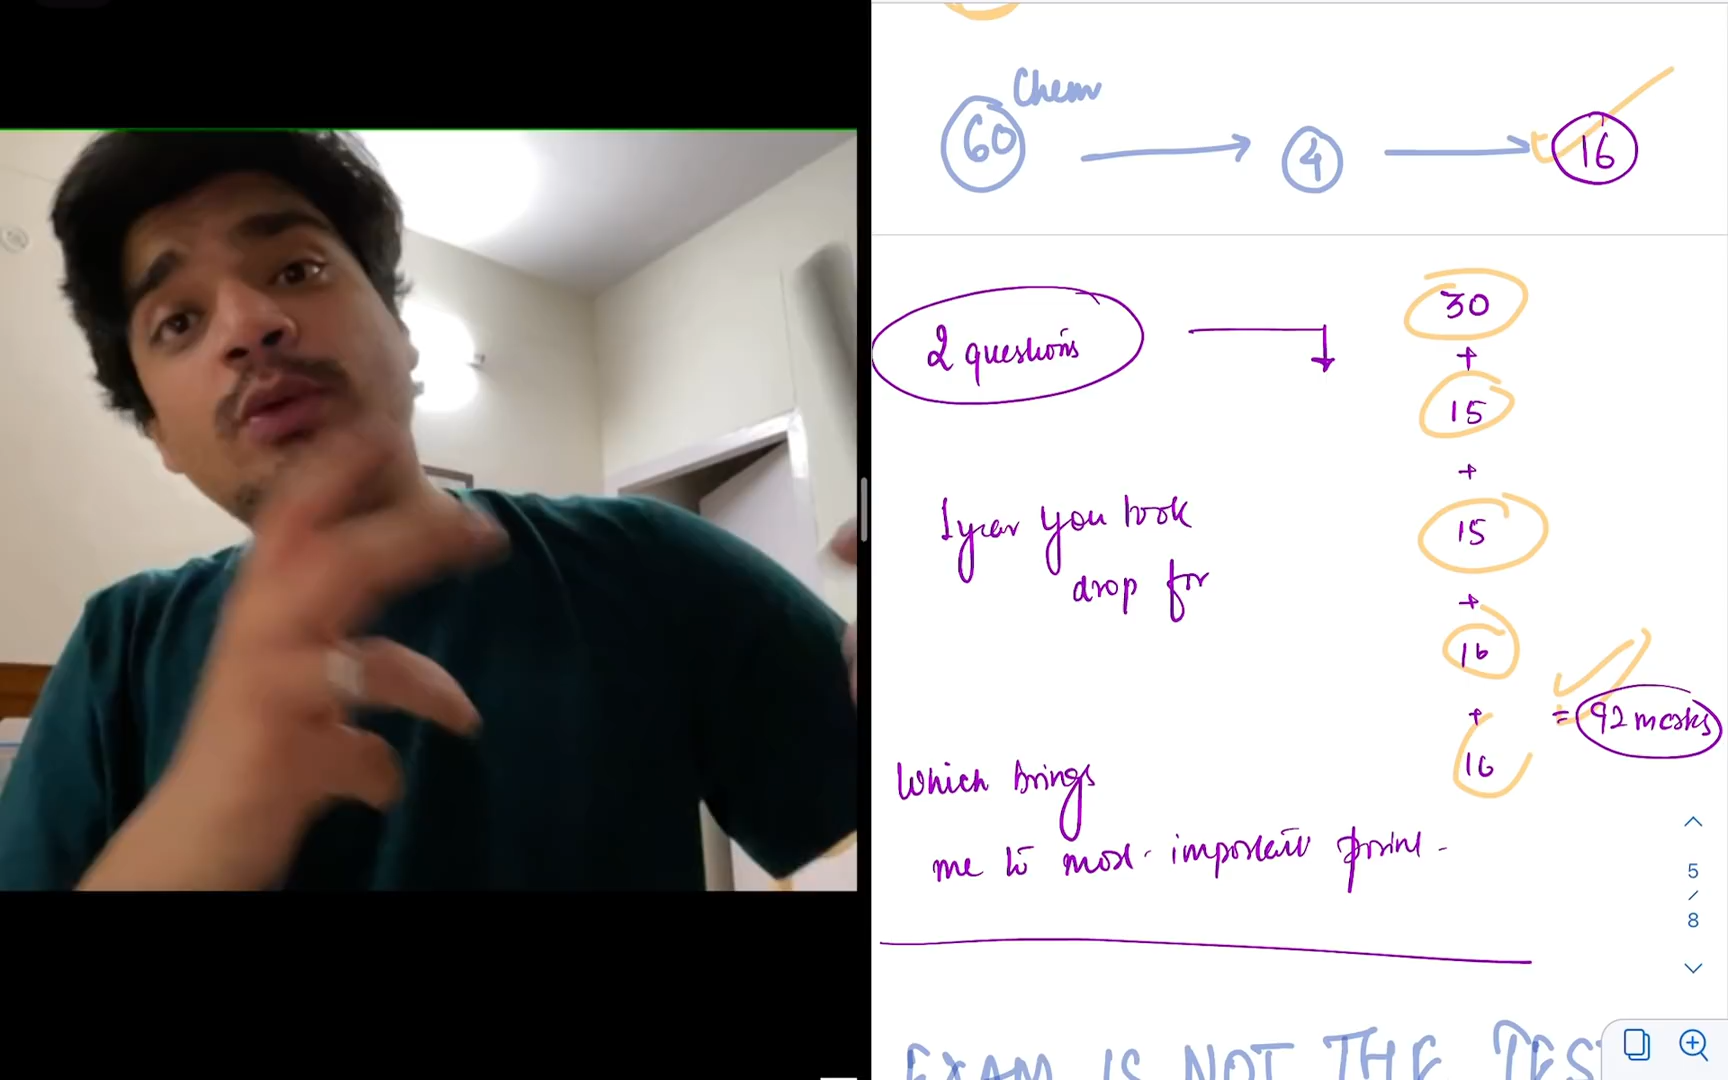 Chem
60
4
16
2 questions
30
+
15
+
15
+
16
+
16
= 92 marks
1 year you took
drop for
Which brings
me to most important point -
5
/
8
EXAM IS NOT THE TES